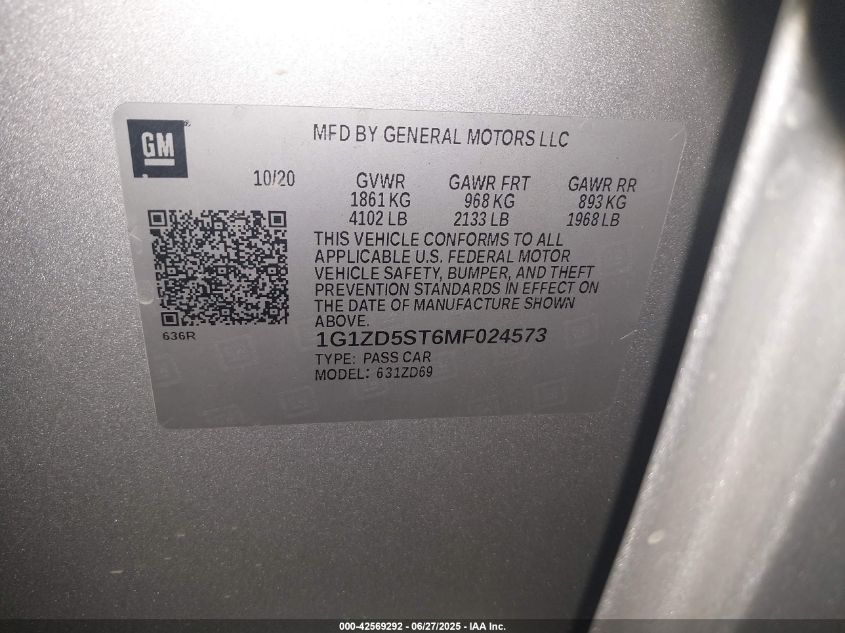 GM
MFD BY GENERAL MOTORS LLC
10/20
GVWR GAWR FRT GAWR RR
1861 KG 968 KG 893 KG
4102 LB 2133 LB 1968 LB
THIS VEHICLE CONFORMS TO ALL
APPLICABLE U.S. FEDERAL MOTOR
VEHICLE SAFETY, BUMPER, AND THEFT
PREVENTION STANDARDS IN EFFECT ON
THE DATE OF MANUFACTURE SHOWN
ABOVE.
636R
1G1ZD5ST6MF024573
TYPE: PASS CAR
MODEL: 631ZD69
000-42569292 - 06/27/2025 - IAA Inc.